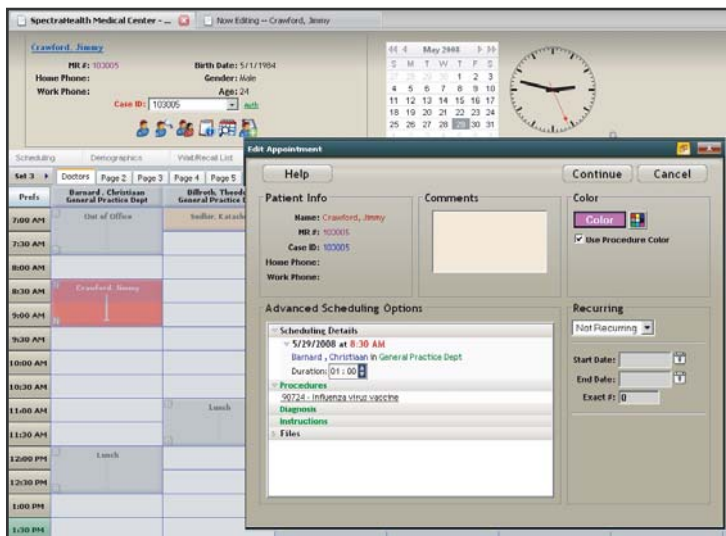 SpectraHealth Medical Center - ...
Now Editing -- Crawford, Jimmy
Crawford, Jimmy
MR #: 103005
Birth Date: 5/1/1984
Home Phone:
Gender: Male
Work Phone:
Age: 24
Case ID: 103005
Auth
May 2008
S M T W T F S
27 28 29 30 1 2 3
4 5 6 7 8 9 10
11 12 13 14 15 16 17
18 19 20 21 22 23 24
25 26 27 28 29 30 31
Scheduling
Demographics
Wait/Recall List
Set 3
Doctors
Page 2
Page 3
Page 4
Page 5
Prefs
Barnard , Christiaan
General Practice Dept
Billroth, Theodo
General Practice D
7:00 AM
Out of Office
7:30 AM
8:00 AM
8:30 AM
Crawford, Jimmy
9:00 AM
9:30 AM
10:00 AM
10:30 AM
11:00 AM
Lunch
11:30 AM
12:00 PM
Lunch
12:30 PM
1:00 PM
1:30 PM
Edit Appointment
Help
Continue
Cancel
Patient Info
Name: Crawford, Jimmy
MR #: 103005
Case ID: 103005
Home Phone:
Work Phone:
Comments
Color
Color
Use Procedure Color
Advanced Scheduling Options
Scheduling Details
5/29/2008 at 8:30 AM
Barnard , Christiaan in General Practice Dept
Duration: 01 : 00
Procedures
90724 - Influenza virus vaccine
Diagnosis
Instructions
Files
Recurring
Not Recurring
Start Date:
End Date:
Exact #: 0